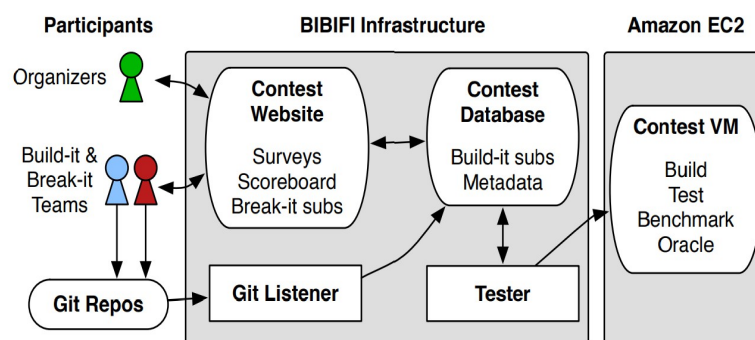 Participants
BIBIFI Infrastructure
Amazon EC2
Organizers
Build-it &
Break-it
Teams
Contest
Website
Surveys
Scoreboard
Break-it subs
Contest
Database
Build-it subs
Metadata
Contest VM
Build
Test
Benchmark
Oracle
Git Repos
Git Listener
Tester